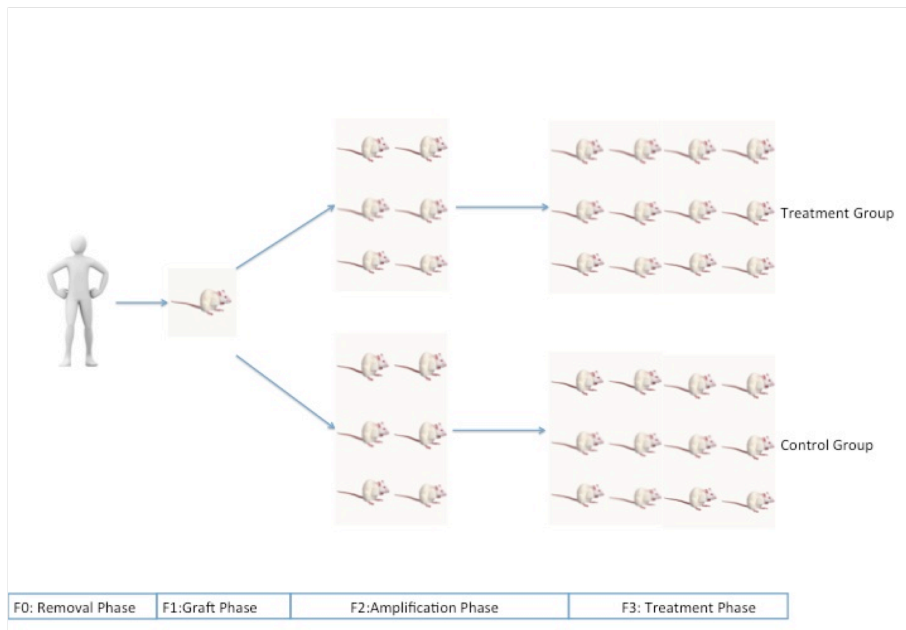 Treatment Group
Control Group
F0: Removal Phase
F1:Graft Phase
F2:Amplification Phase
F3: Treatment Phase